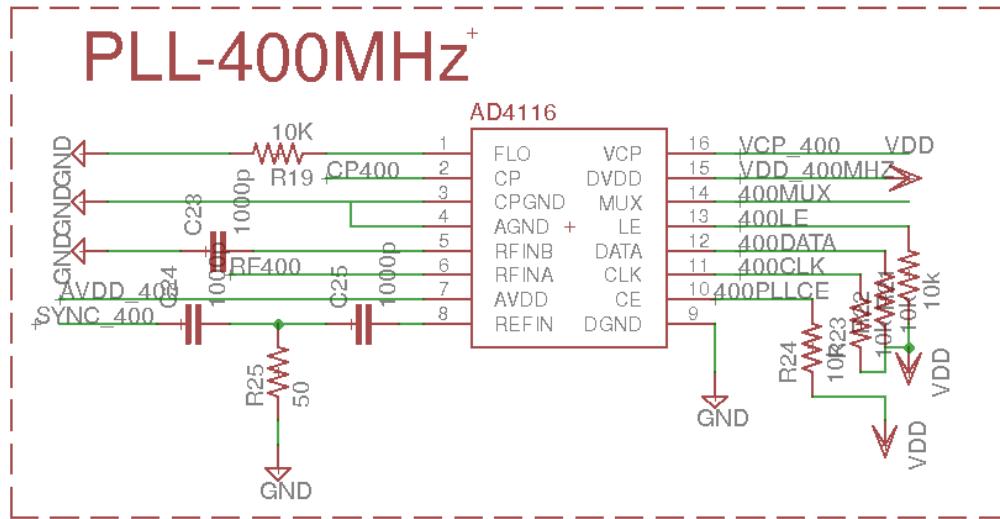 PLL-400MHz
AD4116
GND
10K
R19
1
FLO
VCP
16
VCP_400
VDD
CP400
2
CP
DVDD
15
VDD_400MHZ
GND
3
CPGND
MUX
14
400MUX
C23
1000p
4
AGND
LE
13
400LE
GND
5
RFINB
DATA
12
400DATA
RF400
6
RFINA
CLK
11
400CLK
AVDD_400
7
AVDD
CE
10
400PLLCE
SYNC_400
C24
1000p
C25
1000p
8
REFIN
DGND
9
R25
50
GND
GND
R24
10k
R23
10k
10k
10k
VDD
VDD